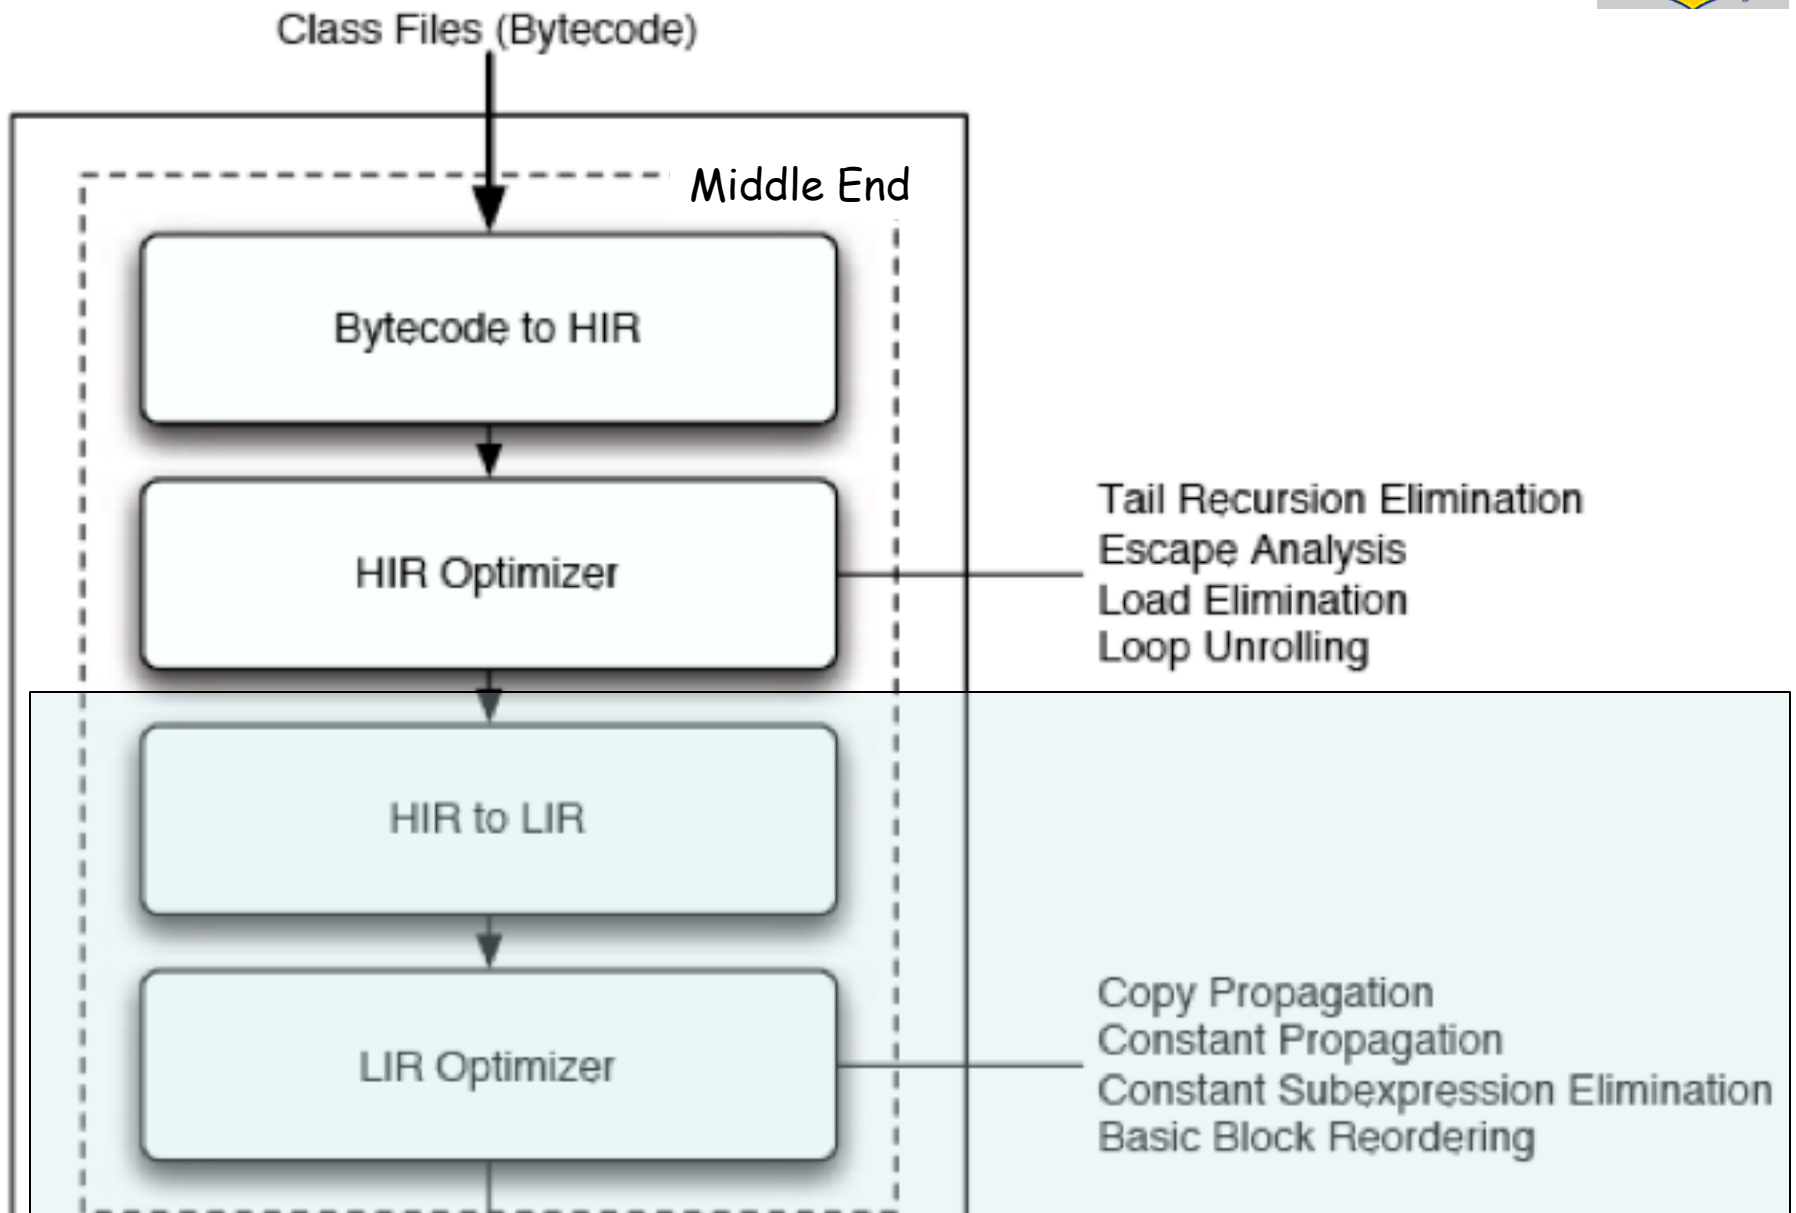 Class Files (Bytecode)
Middle End
Bytecode to HIR
HIR Optimizer
Tail Recursion Elimination
Escape Analysis
Load Elimination
Loop Unrolling
HIR to LIR
LIR Optimizer
Copy Propagation
Constant Propagation
Constant Subexpression Elimination
Basic Block Reordering